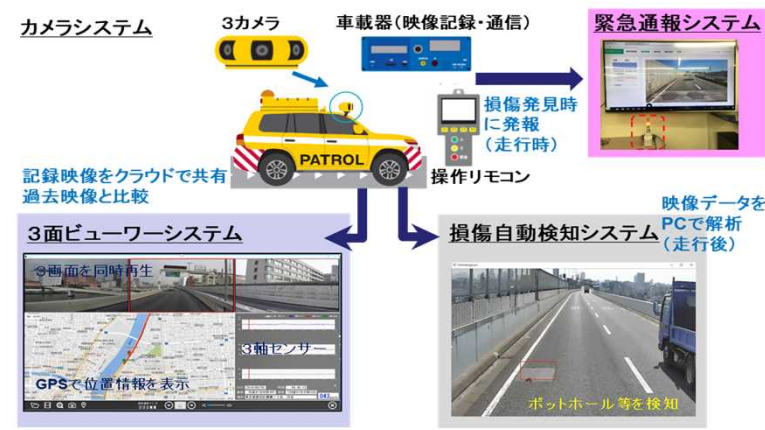 カメラシステム
3カメラ
車載器(映像記録・通信)
緊急通報システム
損傷発見時
に発報
(走行時)
PATROL
操作リモコン
記録映像をクラウドで共有
過去映像と比較
映像データを
PCで解析
(走行後)
3面ビューワーシステム
3画面を同時再生
3軸センサー
GPSで位置情報を表示
損傷自動検知システム
ポットホール等を検知